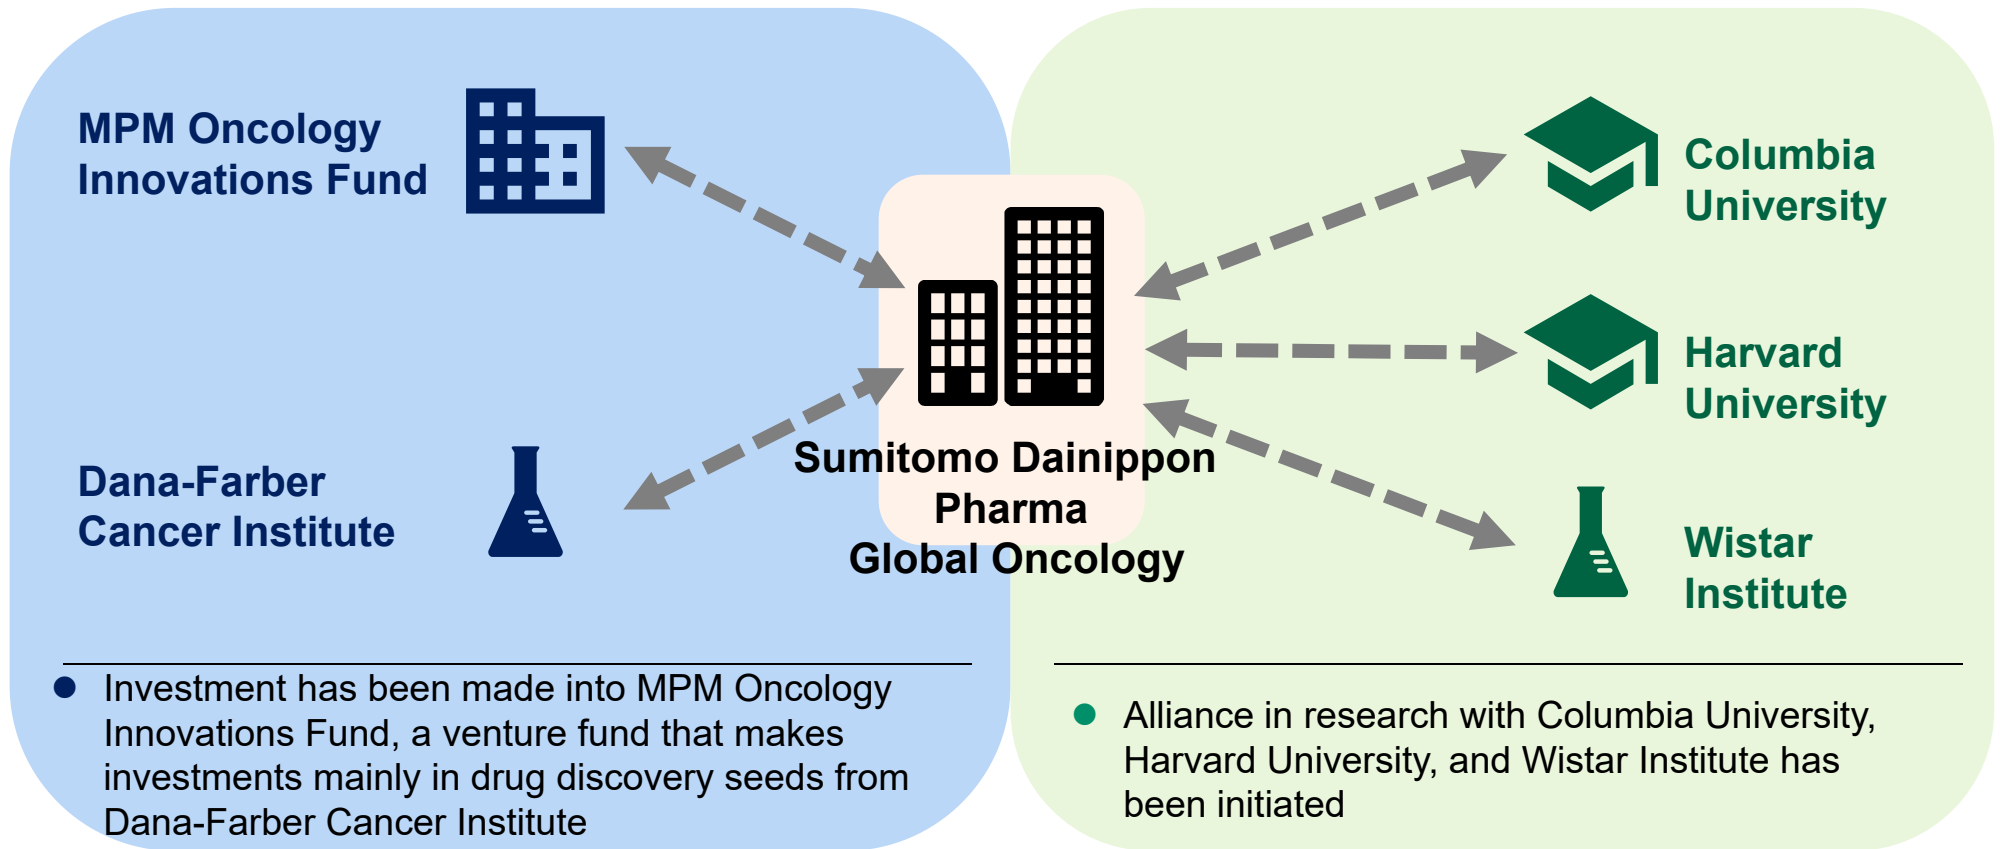 MPM Oncology
Innovations Fund
Dana-Farber
Cancer Institute
Sumitomo Dainippon
Pharma
Global Oncology
Columbia
University
Harvard
University
Wistar
Institute
● Investment has been made into MPM Oncology
Innovations Fund, a venture fund that makes
investments mainly in drug discovery seeds from
Dana-Farber Cancer Institute
● Alliance in research with Columbia University,
Harvard University, and Wistar Institute has
been initiated